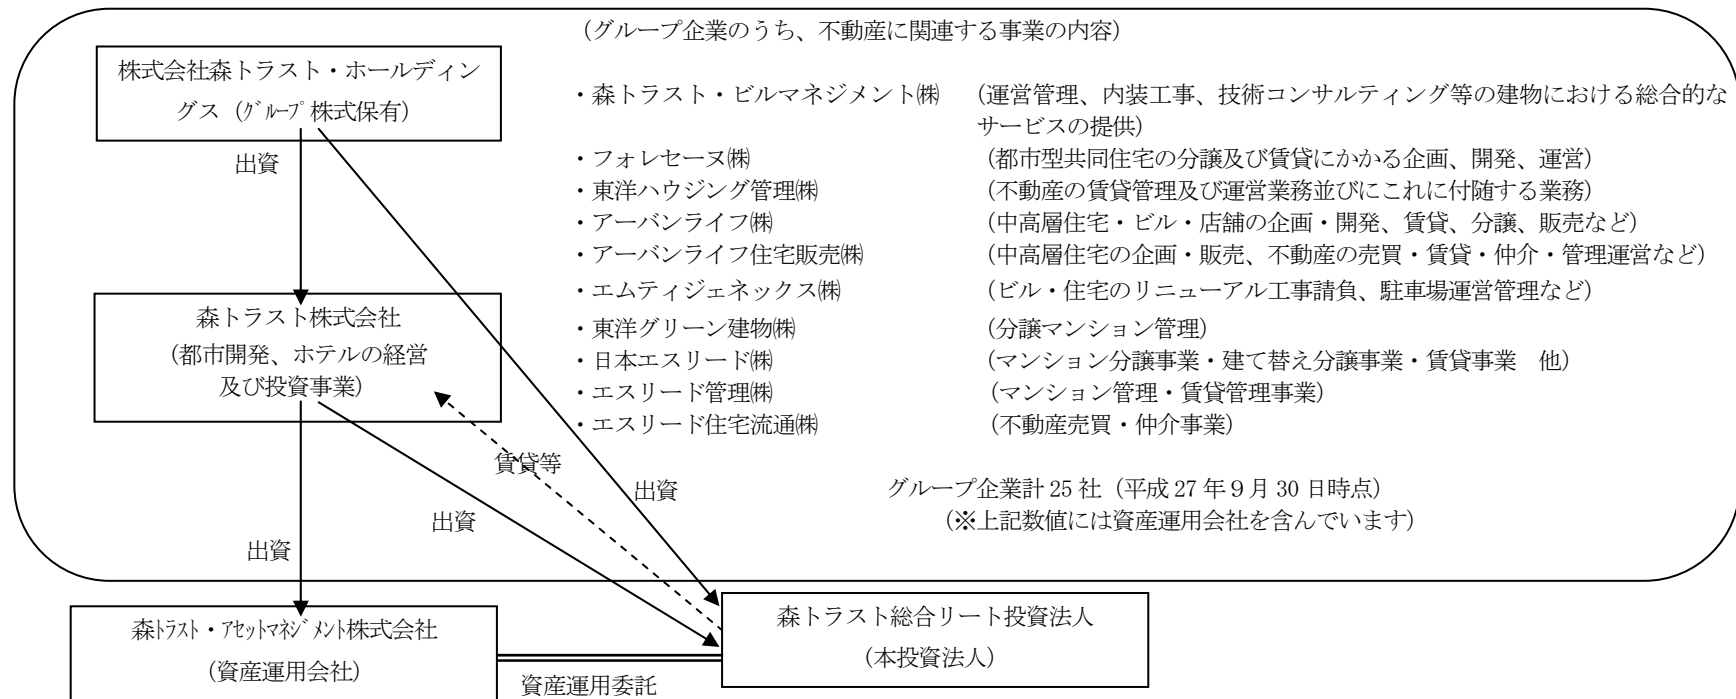 (グループ企業のうち、不動産に関連する事業の内容)
株式会社森トラスト・ホールディン
グス(グループ株式保有)
出資
・森トラスト・ビルマネジメント㈱ (運営管理、内装工事、技術コンサルティング等の建物における総合的な
サービスの提供)
・フォレセーヌ㈱ (都市型共同住宅の分譲及び賃貸にかかる企画、開発、運営)
・東洋ハウジング管理㈱ (不動産の賃貸管理及び運営業務並びにこれに付随する業務)
・アーバンライフ㈱ (中高層住宅・ビル・店舗の企画・開発、賃貸、分譲、販売など)
・アーバンライフ住宅販売㈱ (中高層住宅の企画・販売、不動産の売買・賃貸・仲介・管理運営など)
・エムティジェネックス㈱ (ビル・住宅のリニューアル工事請負、駐車場運営管理など)
・東洋グリーン建物㈱ (分譲マンション管理)
・日本エスリード㈱ (マンション分譲事業・建て替え分譲事業・賃貸事業 他)
・エスリード管理㈱ (マンション管理・賃貸管理事業)
・エスリード住宅流通㈱ (不動産売買・仲介事業)
森トラスト株式会社
(都市開発、ホテルの経営
及び投資事業)
賃貸等
出資
出資
出資
グループ企業計 25 社(平成 27 年9月 30 日時点)
(※上記数値には資産運用会社を含んでいます)
森トラスト・アセットマネジメント株式会社
(資産運用会社)
資産運用委託
森トラスト総合リート投資法人
(本投資法人)